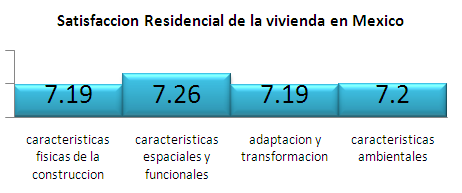 Satisfaccion Residencial de la vivienda en Mexico
7.19 7.26 7.19 7.2
caracteristicas caracteristicas adaptacion y caracteristicas
fisicas de la espaciales y transformacion ambientales
construccion funcionales